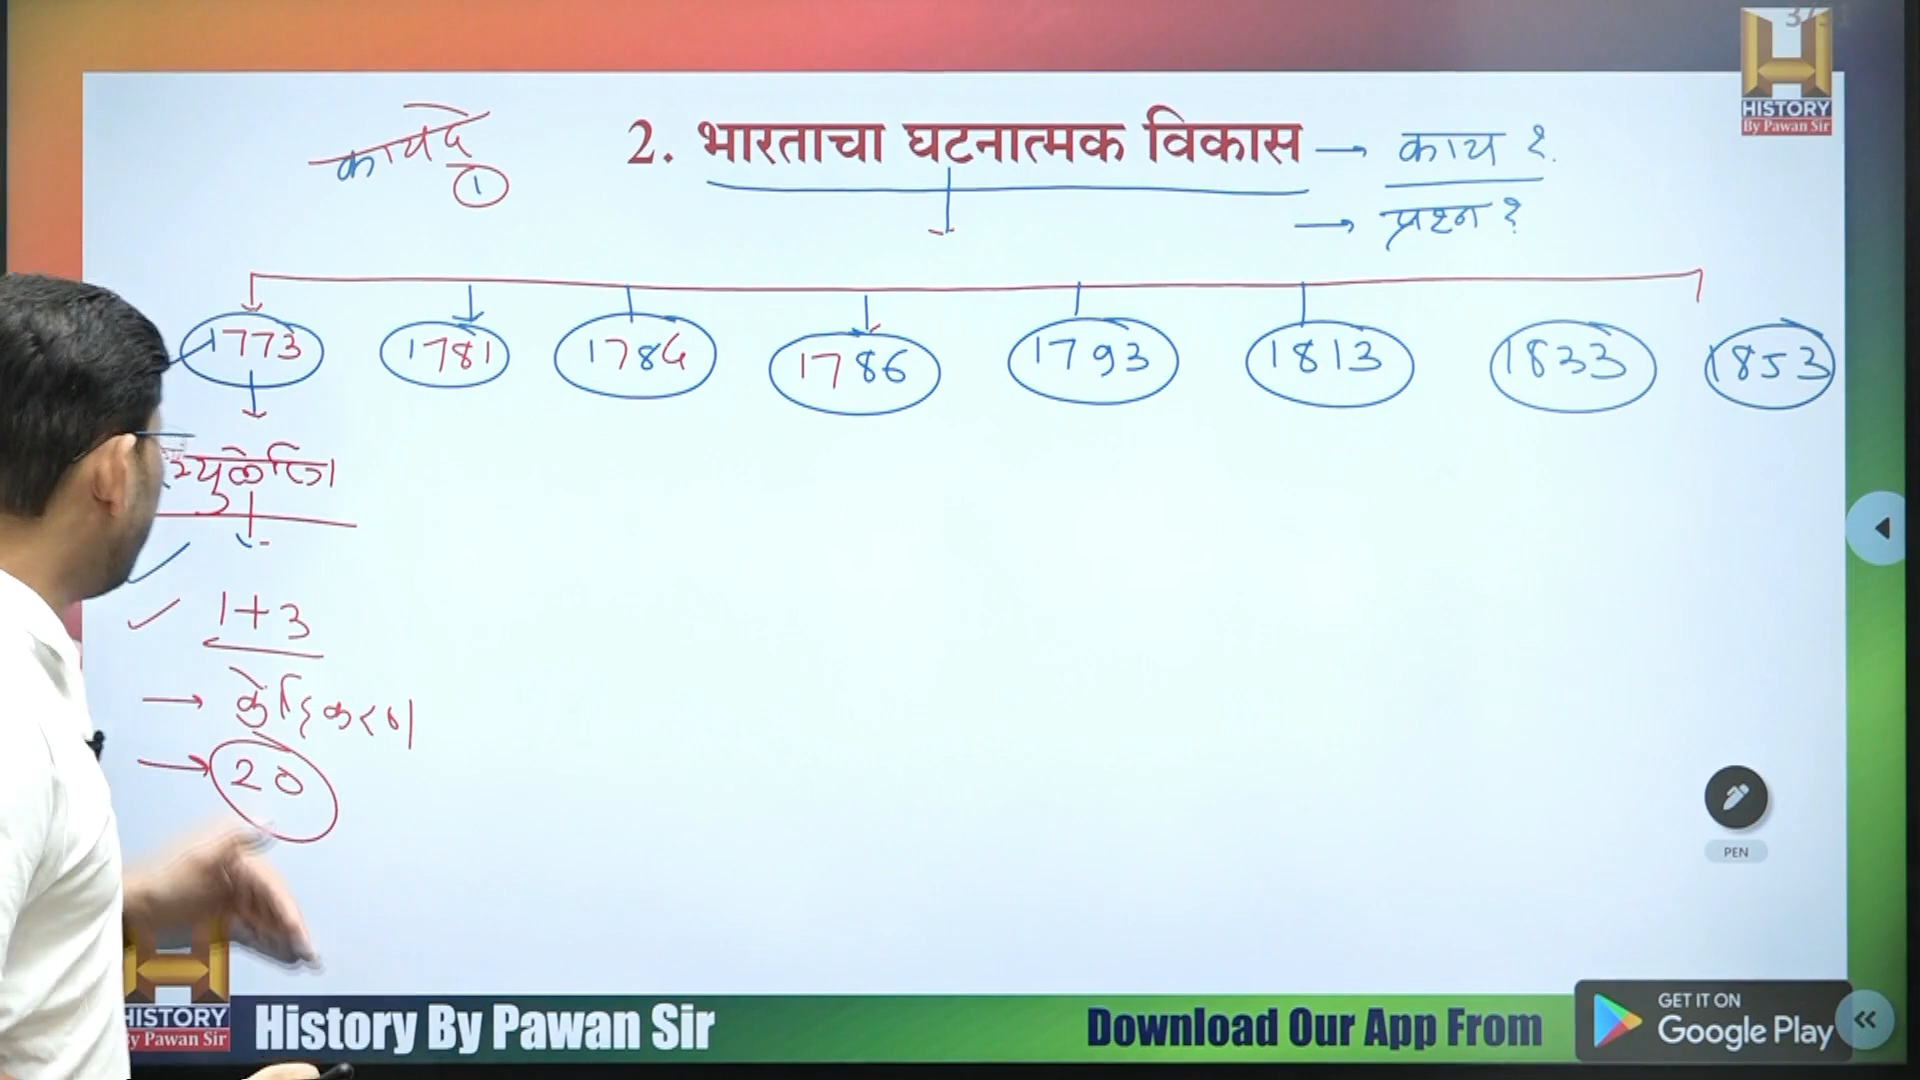 कायदे
1
2. भारताचा घटनात्मक विकास → काय ?
→ प्रश्न ?
1773 1781 1784 1786 1793 1813 1833 1853
1+3
→ केंद्रिकरण
→ 20
HISTORY
By Pawan Sir
PEN
HISTORY
By Pawan Sir
History By Pawan Sir
Download Our App From
GET IT ON
Google Play